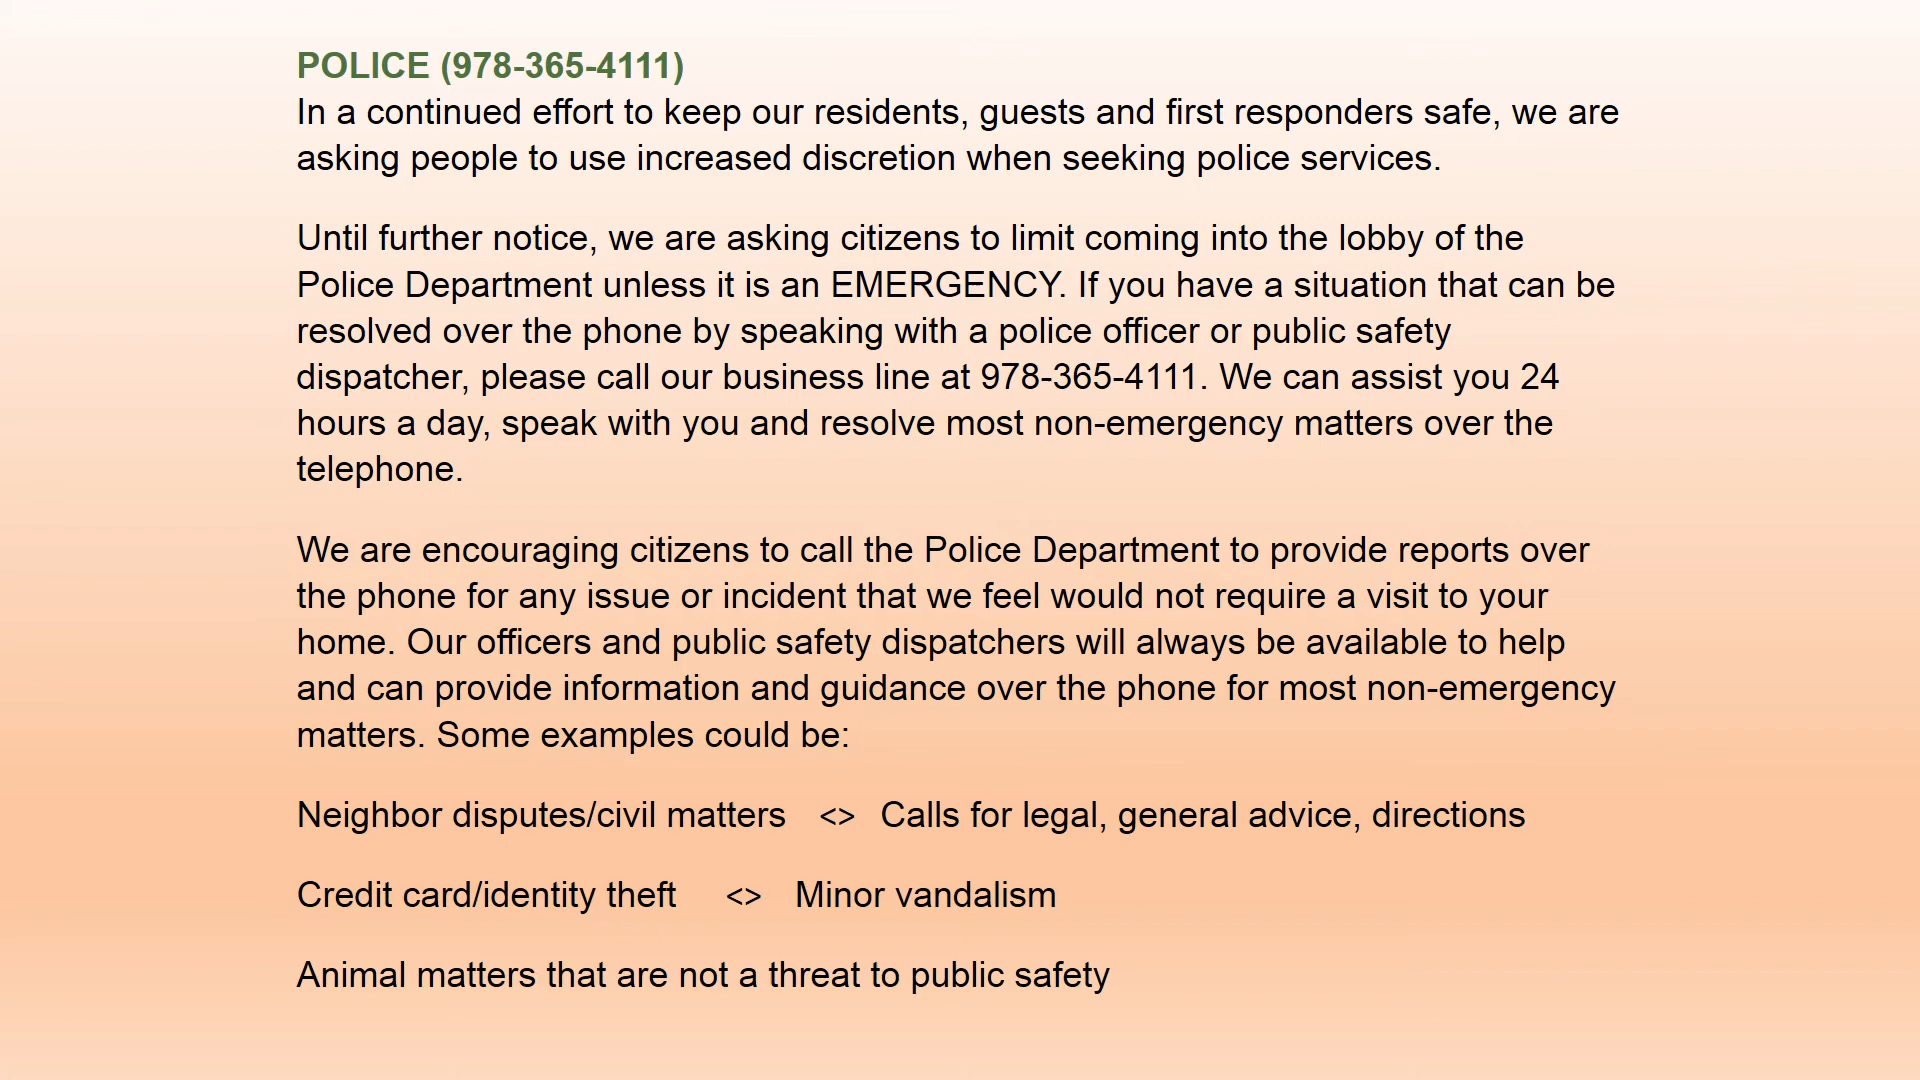 POLICE (978-365-4111)
In a continued effort to keep our residents, guests and first responders safe, we are
asking people to use increased discretion when seeking police services.
Until further notice, we are asking citizens to limit coming into the lobby of the
Police Department unless it is an EMERGENCY. If you have a situation that can be
resolved over the phone by speaking with a police officer or public safety
dispatcher, please call our business line at 978-365-4111. We can assist you 24
hours a day, speak with you and resolve most non-emergency matters over the
telephone.
We are encouraging citizens to call the Police Department to provide reports over
the phone for any issue or incident that we feel would not require a visit to your
home. Our officers and public safety dispatchers will always be available to help
and can provide information and guidance over the phone for most non-emergency
matters. Some examples could be:
Neighbor disputes/civil matters <> Calls for legal, general advice, directions
Credit card/identity theft <> Minor vandalism
Animal matters that are not a threat to public safety